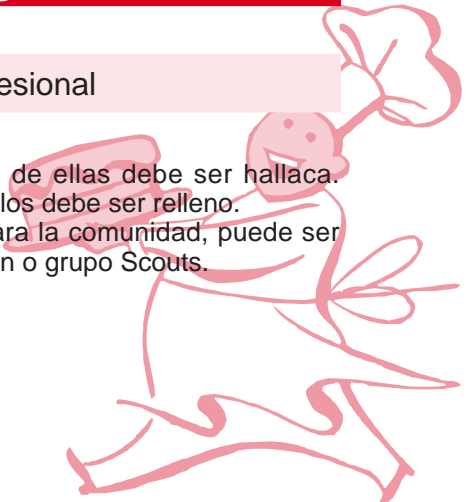 esional
de ellas debe ser hallaca.
los debe ser relleno.
ara la comunidad, puede ser
n o grupo Scouts.